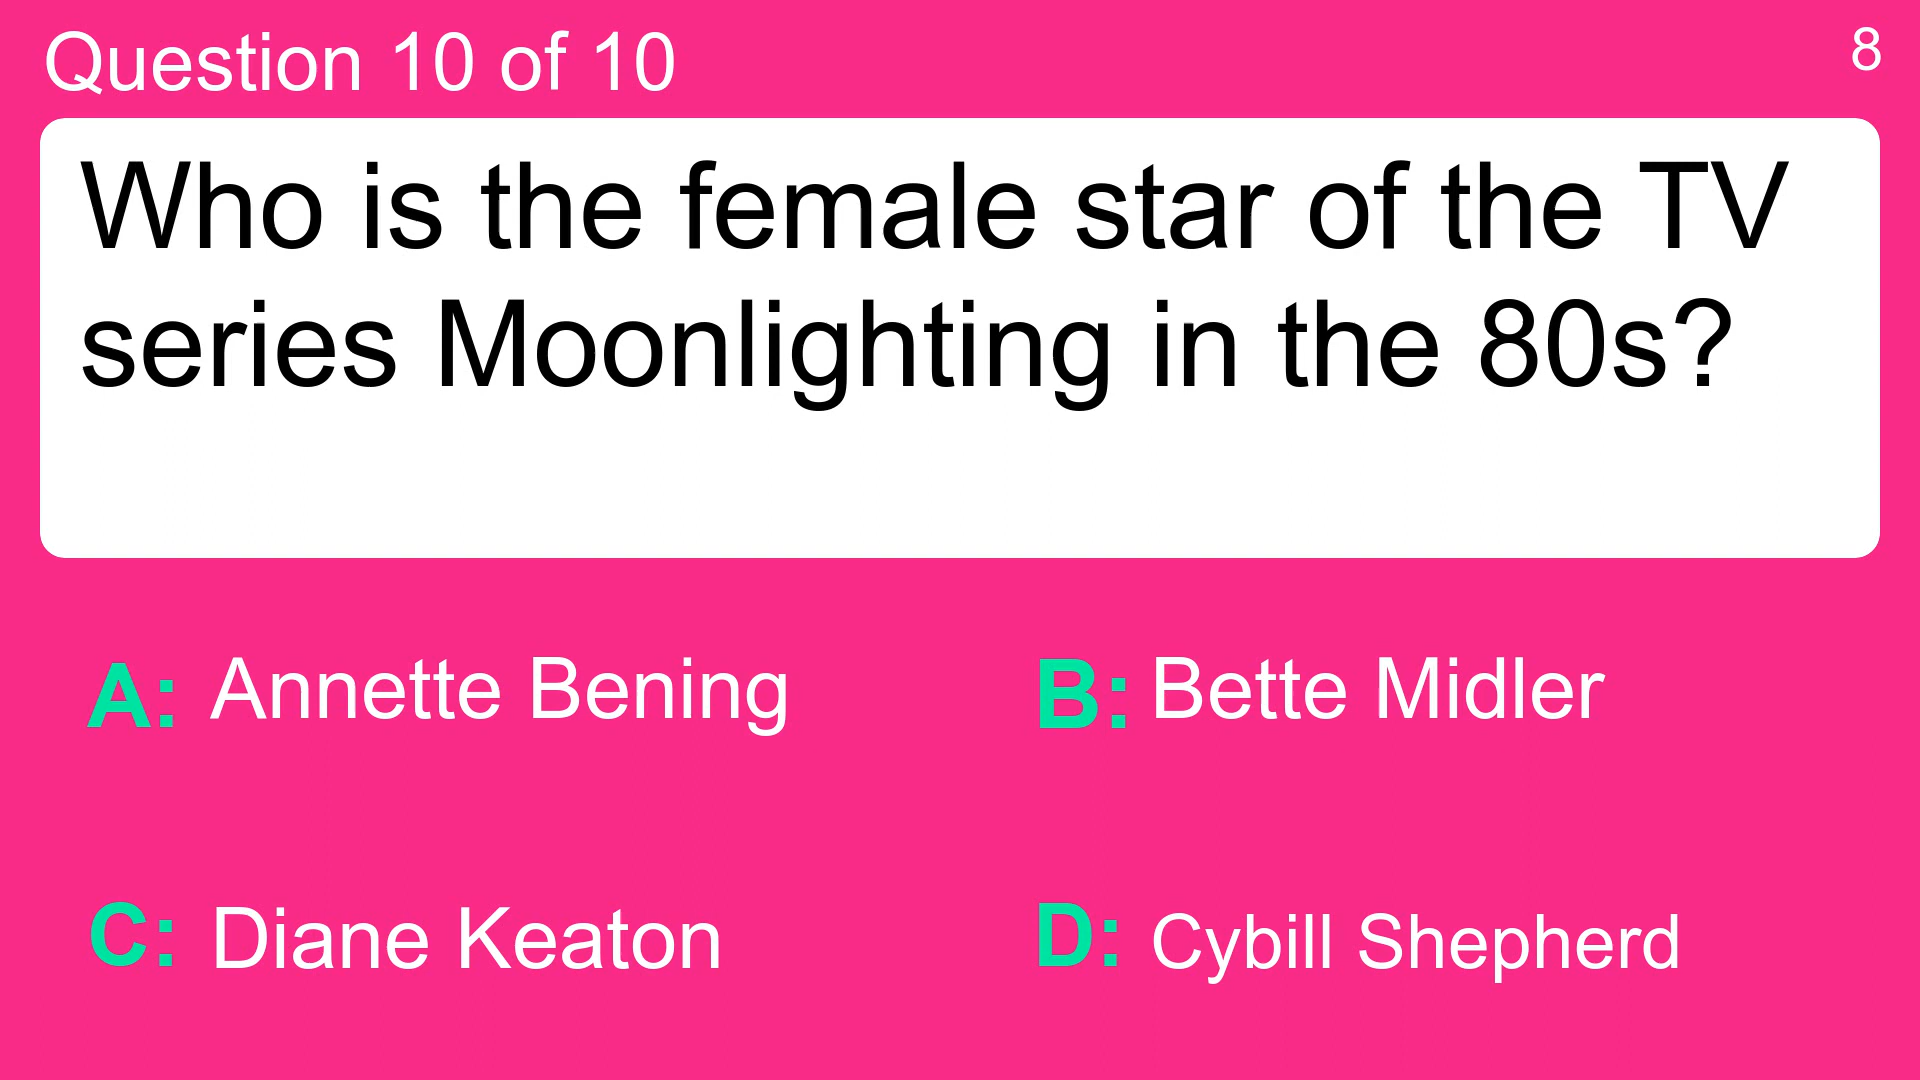 Question 10 of 10
8
Who is the female star of the TV
series Moonlighting in the 80s?
A: Annette Bening
B: Bette Midler
C: Diane Keaton
D: Cybill Shepherd